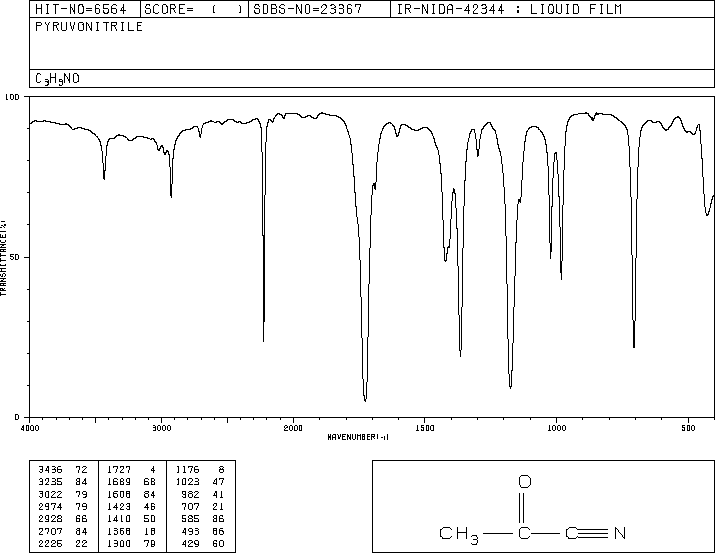 HIT-NO=6564 SCORE= ( ) SDBS-NO=23367 IR-NIDA-42344 : LIQUID FILM
PYRUVONITRILE
C3H3NO
100
50
0
TRANSMITTANCE(%)
4000 3000 2000 1500 1000 500
WAVENUMBER(-1)
3436 72 1727 4 1176 8
3235 84 1689 68 1023 47
3022 79 1608 84 982 41
2974 79 1423 46 707 21
2928 66 1410 50 585 86
2707 84 1368 18 493 86
2225 22 1300 79 429 60
O
CH3 C C N